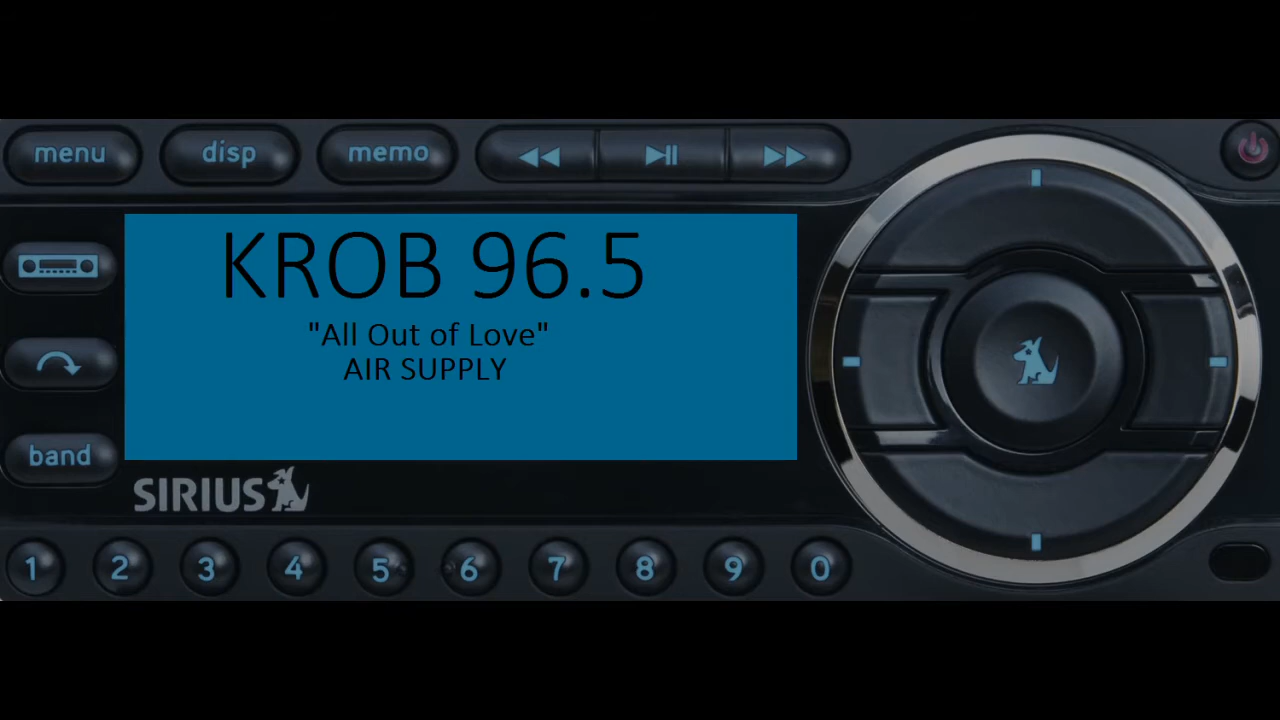 menu disp memo
KROB 96.5
"All Out of Love"
AIR SUPPLY
band
SIRIUS
1 2 3 4 5 6 7 8 9 0